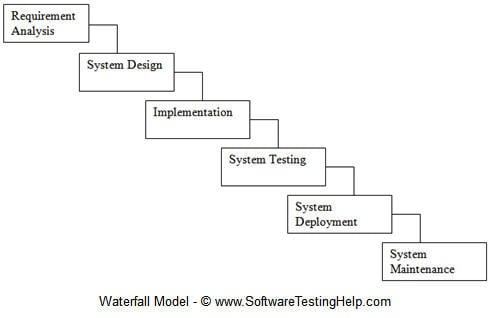 Requirement
Analysis
System Design
Implementation
System Testing
System
Deployment
System
Maintenance
Waterfall Model - © www.SoftwareTestingHelp.com